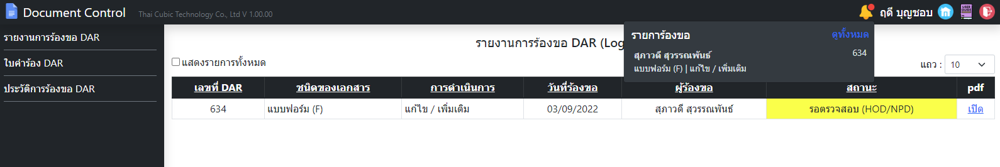 Document Control Thai Cubic Technology Co., Ltd V 1.00.00
ฤดี บุญชอบ
USER GUIDE
รายงานการร้องขอ DAR
ใบคำร้อง DAR
ประวัติการร้องขอ DAR
รายงานการร้องขอ DAR (Log
รายการ้องขอ ดูทั้งหมด
สุภาวดี สุวรรณพันธ์ 634
แบบฟอร์ม (F) | แก้ไข / เพิ่มเติม
แสดงรายการทั้งหมด
แถว : 10
เลขที่ DAR ชนิดของเอกสาร การดำเนินการ วันที่ร้องขอ ผู้ร้องขอ สถานะ pdf
634 แบบฟอร์ม (F) แก้ไข / เพิ่มเติม 03/09/2022 สุภาวดี สุวรรณพันธ์ รอตรวจสอบ (HOD/NPD) เปิด